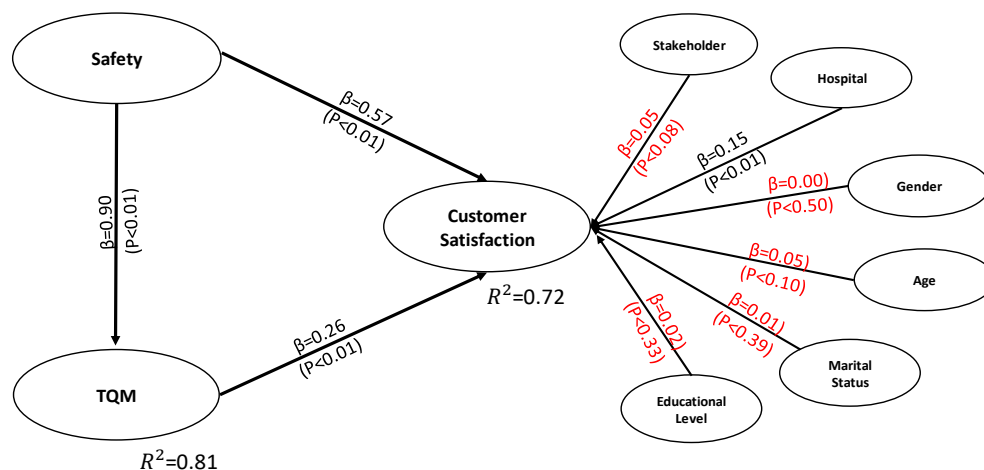 Safety
β=0.57
(P<0.01)
β=0.90
(P<0.01)
Customer
Satisfaction
R²=0.72
β=0.26
(P<0.01)
TQM
R²=0.81
Stakeholder
β=0.05
(P<0.08)
Hospital
β=0.15
(P<0.01)
Gender
β=0.00)
(P<0.50)
Age
β=0.05)
(P<0.10)
Marital
Status
β=0.01)
(P<0.39)
Educational
Level
β=0.02)
(P<0.33)